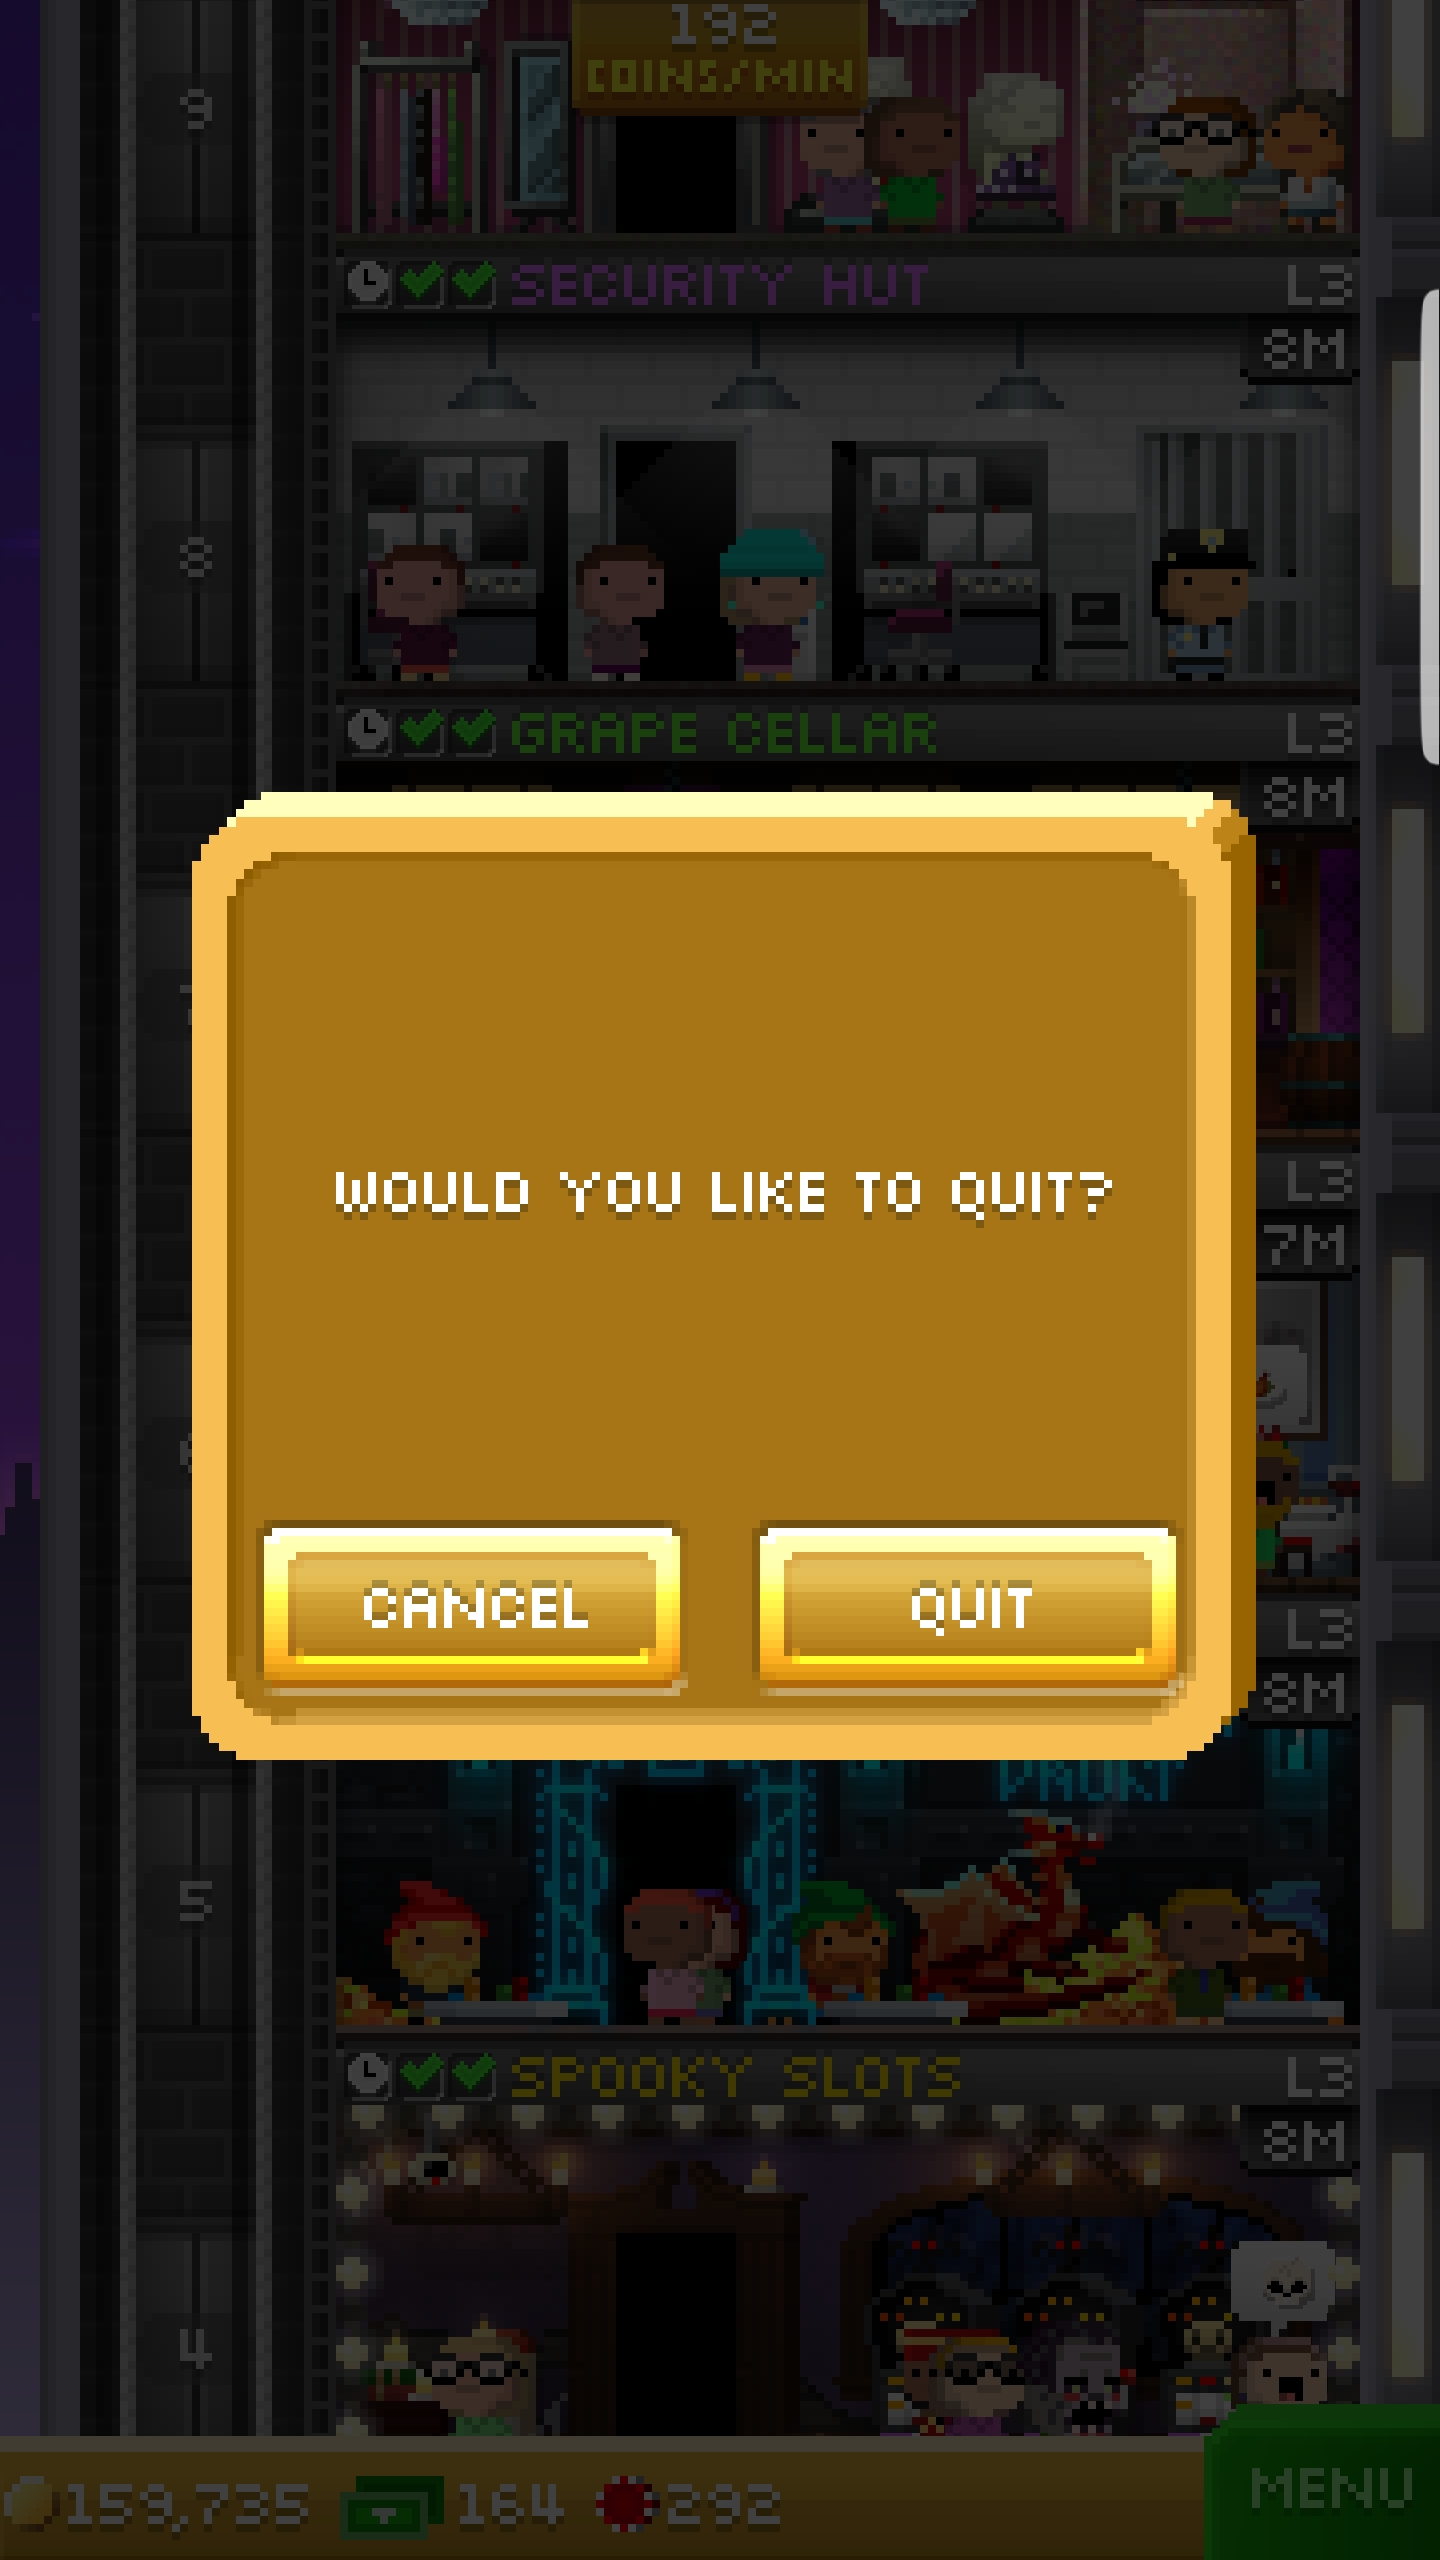 192
COINS/MIN
9
SECURITY HUT L3
8M
8
GRAPE CELLAR L3
8M
L3
WOULD YOU LIKE TO QUIT?
7M
CANCEL QUIT
L3
8M
5
SPOOKY SLOTS L3
8M
4
159,735 164 292
MENU